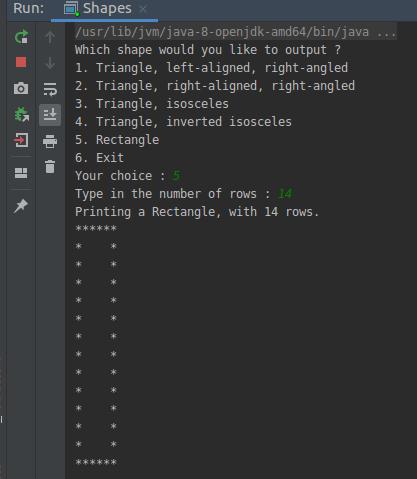 Run: Shapes ×
/usr/lib/jvm/java-8-openjdk-amd64/bin/java ...
Which shape would you like to output ?
1. Triangle, left-aligned, right-angled
2. Triangle, right-aligned, right-angled
3. Triangle, isosceles
4. Triangle, inverted isosceles
5. Rectangle
6. Exit
Your choice : 5
Type in the number of rows : 14
Printing a Rectangle, with 14 rows.
******
*    *
*    *
*    *
*    *
*    *
*    *
*    *
*    *
*    *
*    *
*    *
*    *
******